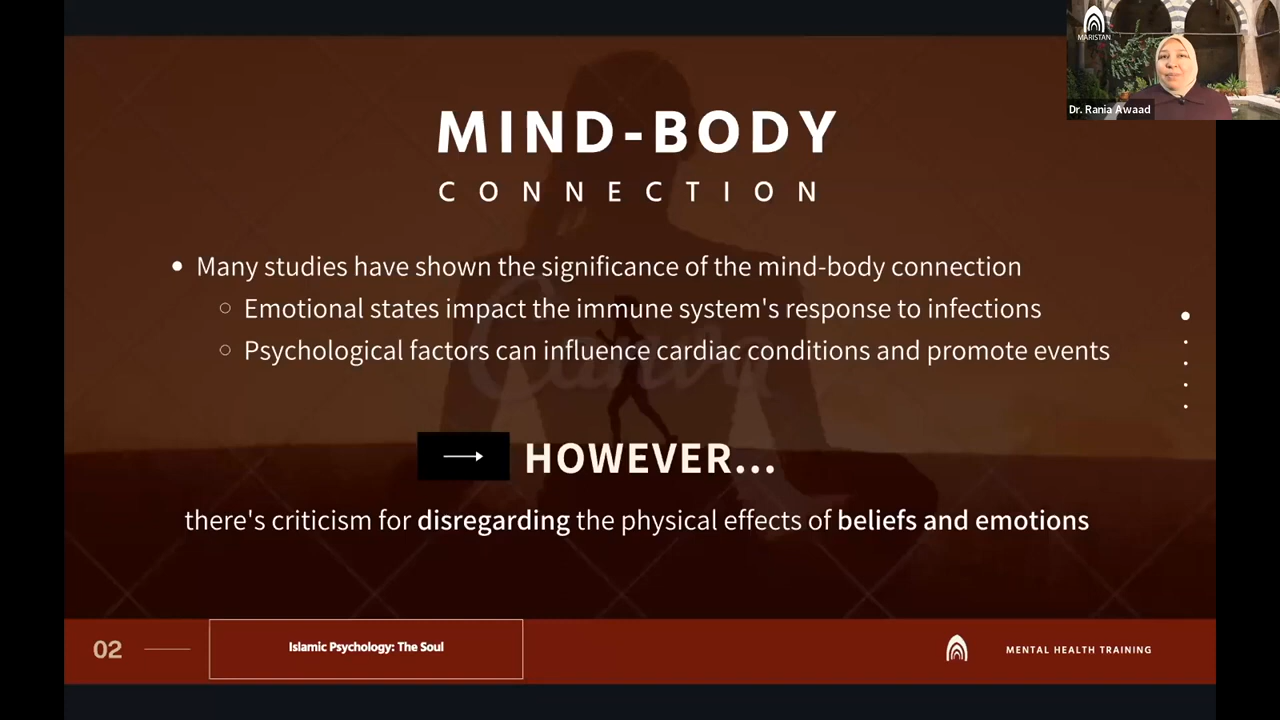 MARISTAN
Dr. Rania Awaad
MIND-BODY
CONNECTION
• Many studies have shown the significance of the mind-body connection
○ Emotional states impact the immune system's response to infections
○ Psychological factors can influence cardiac conditions and promote events
Canva
→ HOWEVER...
there's criticism for disregarding the physical effects of beliefs and emotions
02
Islamic Psychology: The Soul
MENTAL HEALTH TRAINING